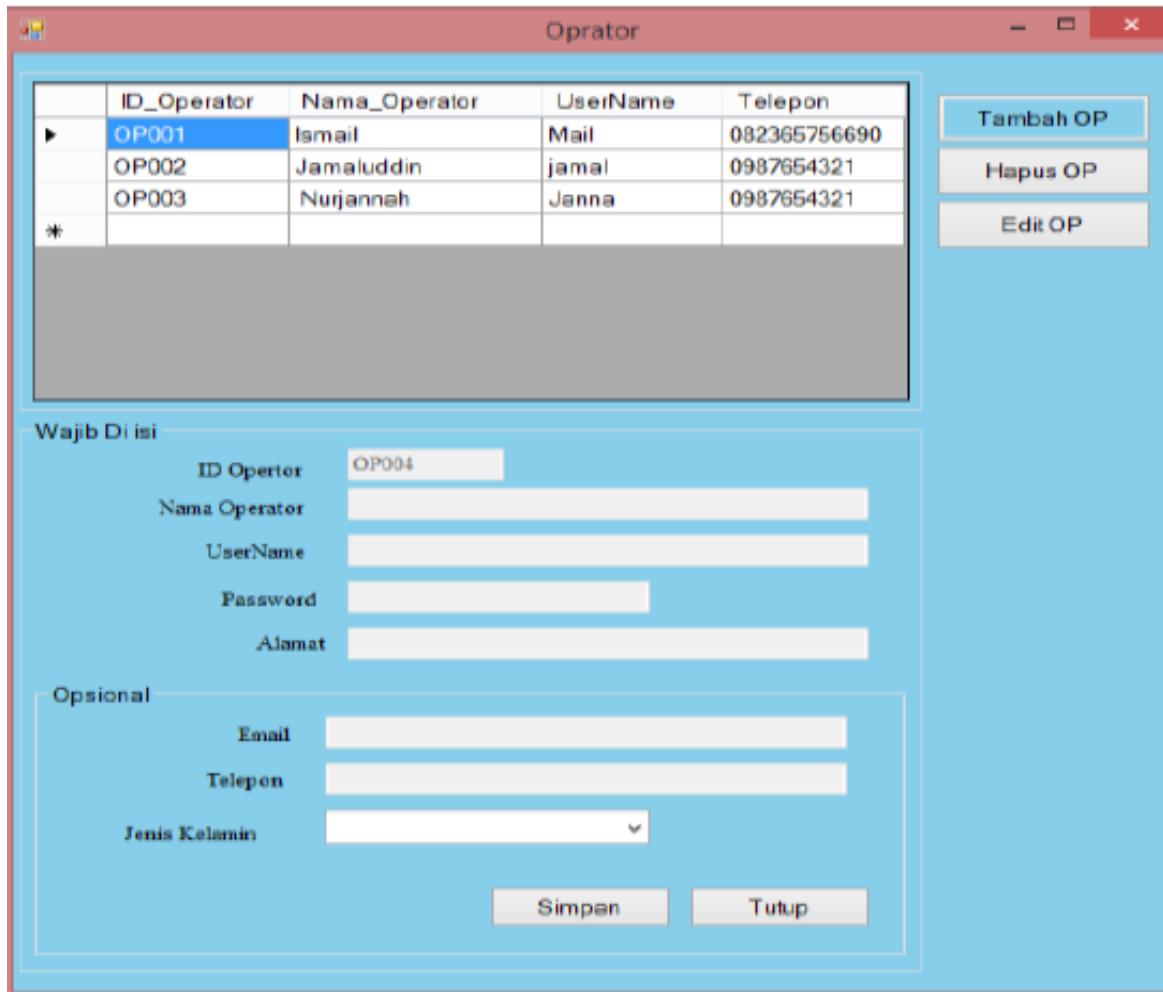 Oprator
ID_Operator Nama_Operator UserName Telepon
OP001 Ismail Mail 082365756690
OP002 Jamaluddin jamal 0987654321
OP003 Nurjannah Janna 0987654321
Tambah OP
Hapus OP
Edit OP
Wajib Di isi
ID Opertor OP004
Nama Operator
UserName
Password
Alamat
Opsional
Email
Telepon
Jenis Kelamin
Simpan Tutup